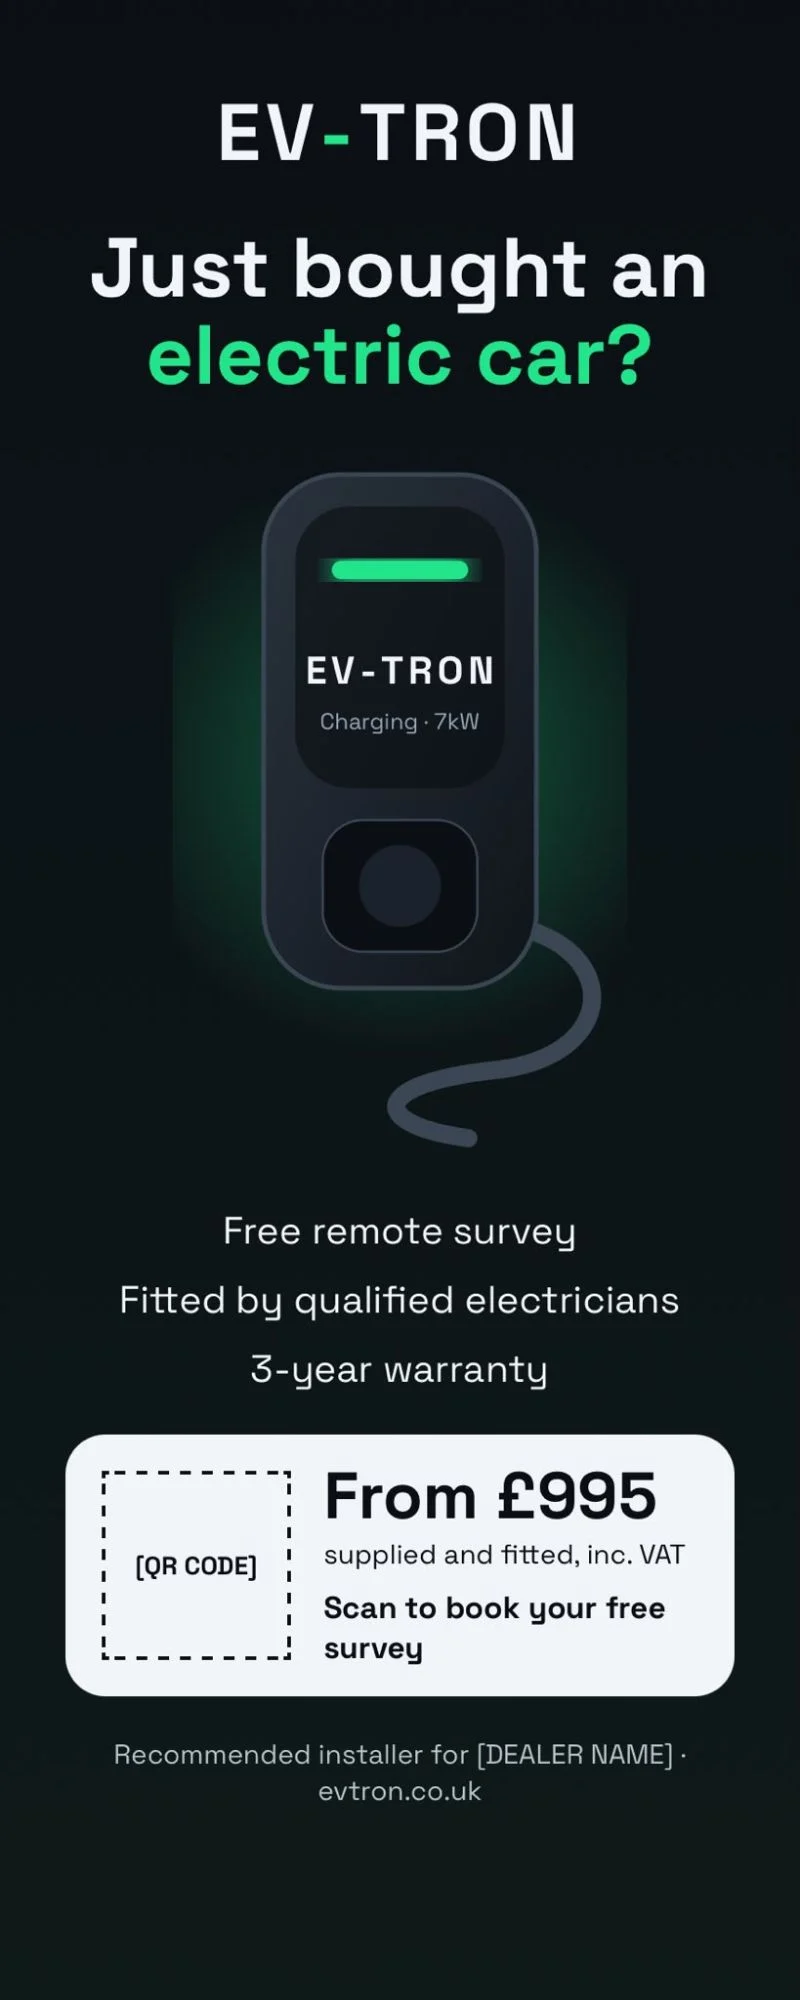 EV-TRON
Just bought an
electric car?
EV-TRON
Charging · 7kW
Free remote survey
Fitted by qualified electricians
3-year warranty
[QR CODE]
From £995
supplied and fitted, inc. VAT
Scan to book your free
survey
Recommended installer for [DEALER NAME] ·
evtron.co.uk